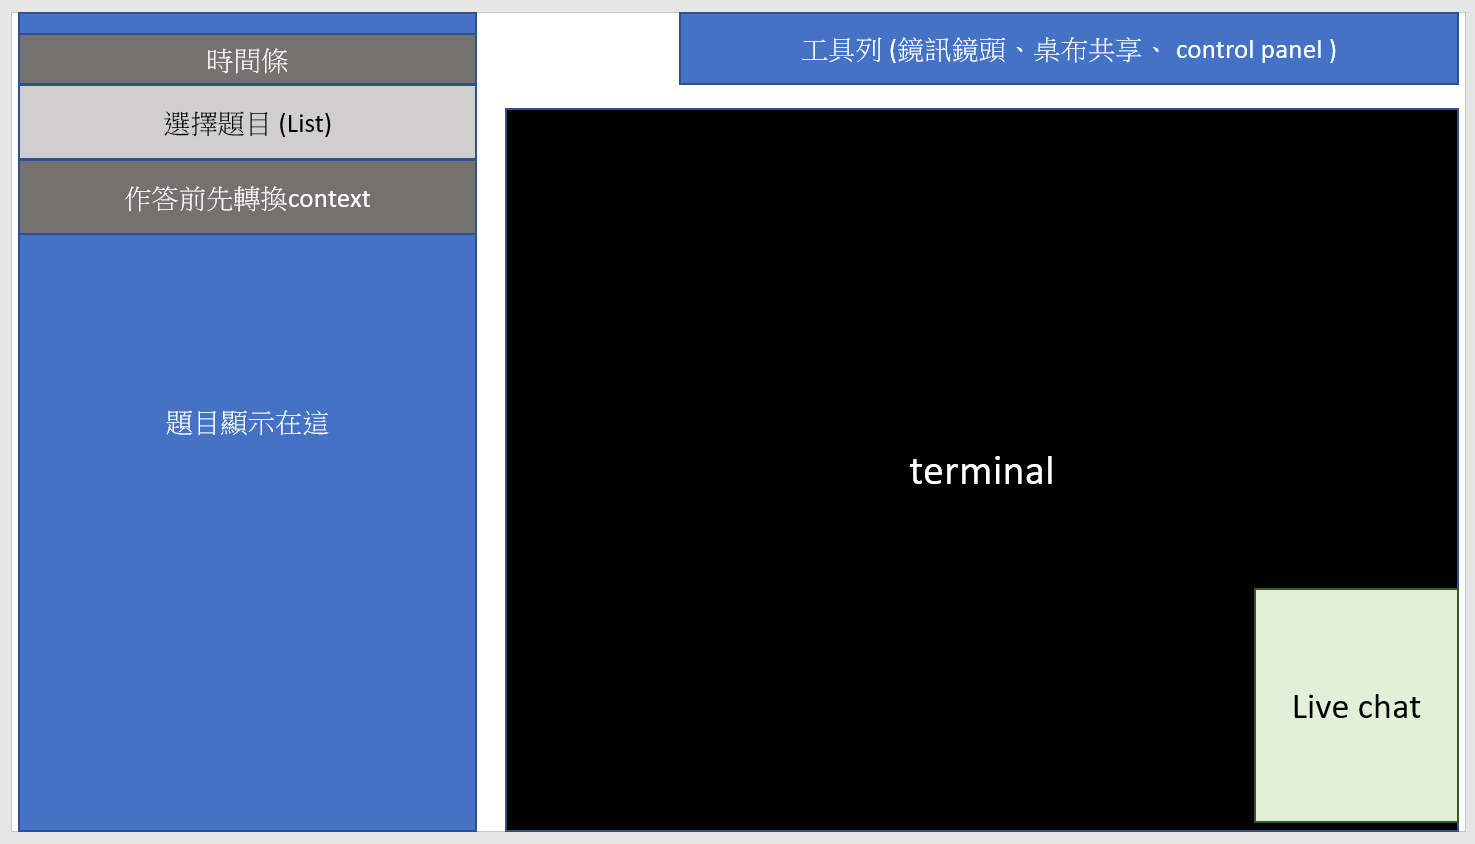 時間條
選擇題目 (List)
作答前先轉換context
題目顯示在這
工具列 (鏡訊鏡頭、桌布共享、 control panel )
terminal
Live chat